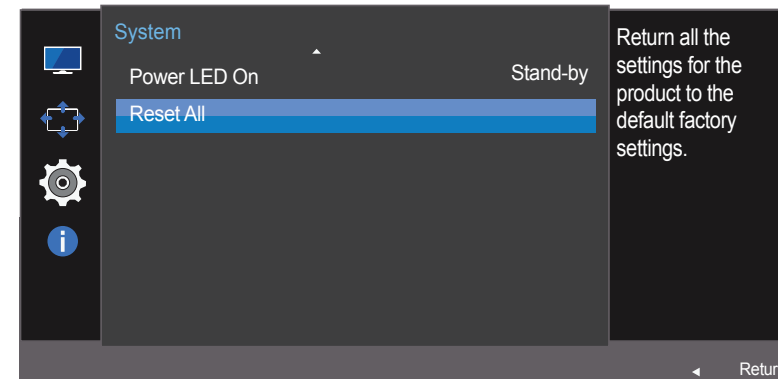 System
Power LED On Stand-by
Reset All
Return all the
settings for the
product to the
default factory
settings.
i
Retur